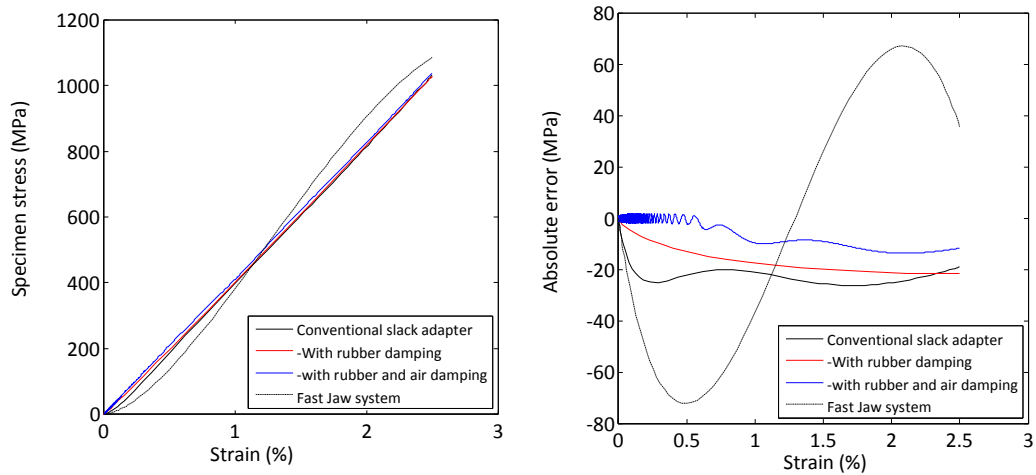 1200
1000
800
600
400
200
0
0
1
2
3
Specimen stress (MPa)
Strain (%)
Conventional slack adapter
-With rubber damping
-with rubber and air damping
Fast Jaw system
80
60
40
20
0
-20
-40
-60
-80
0
0.5
1
1.5
2
2.5
3
Absolute error (MPa)
Strain (%)
Conventional slack adapter
-With rubber damping
-with rubber and air damping
Fast Jaw system